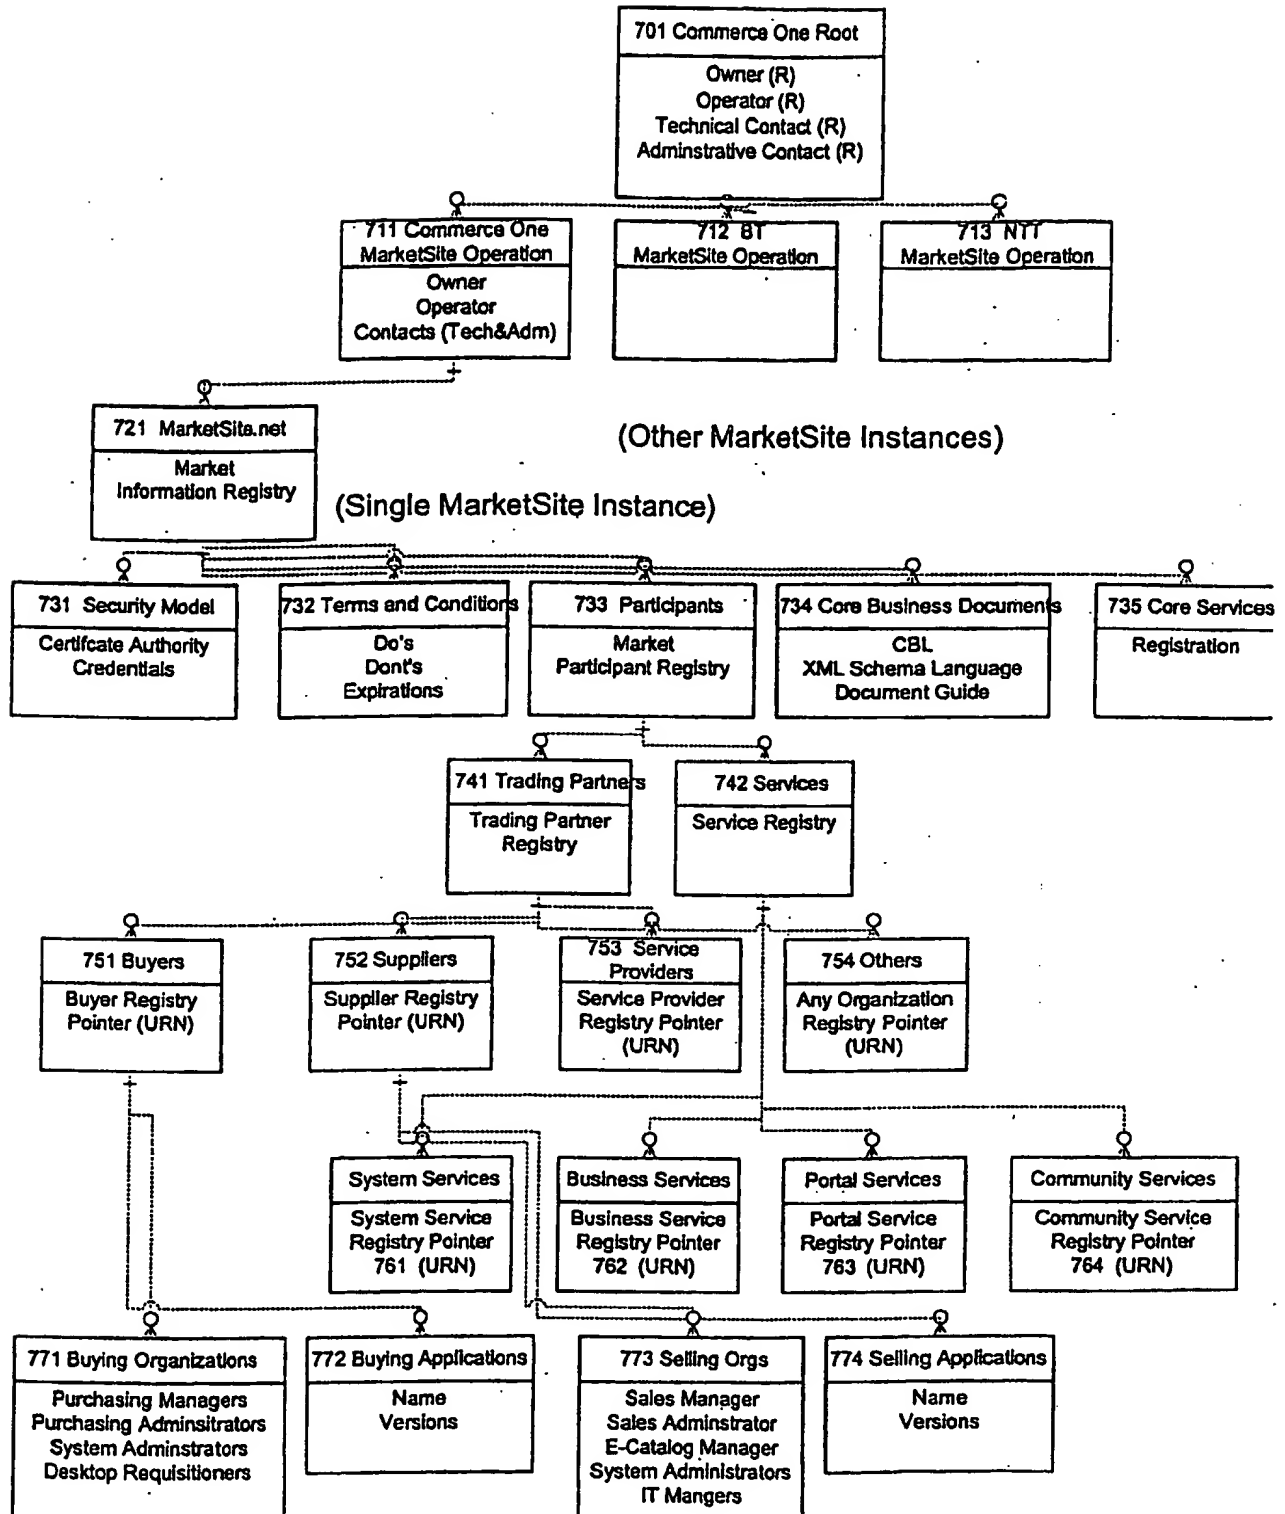 701 Commerce One Root
Owner (R)
Operator (R)
Technical Contact (R)
Adminstrative Contact (R)
711 Commerce One
MarketSite Operation
Owner
Operator
Contacts (Tech&Adm)
712 BT
MarketSite Operation
713 NTT
MarketSite Operation
721 MarketSite.net
Market
Information Registry
(Other MarketSite Instances)
(Single MarketSite Instance)
731 Security Model
Certifcate Authority
Credentials
732 Terms and Conditions
Do's
Dont's
Expirations
733 Participants
Market
Participant Registry
734 Core Business Documents
CBL
XML Schema Language
Document Guide
735 Core Services
Registration
741 Trading Partners
Trading Partner
Registry
742 Services
Service Registry
751 Buyers
Buyer Registry
Pointer (URN)
752 Suppliers
Supplier Registry
Pointer (URN)
753 Service
Providers
Service Provider
Registry Pointer
(URN)
754 Others
Any Organization
Registry Pointer
(URN)
System Services
System Service
Registry Pointer
761 (URN)
Business Services
Business Service
Registry Pointer
762 (URN)
Portal Services
Portal Service
Registry Pointer
763 (URN)
Community Services
Community Service
Registry Pointer
764 (URN)
771 Buying Organizations
Purchasing Managers
Purchasing Adminsitrators
System Adminstrators
Desktop Requisitioners
772 Buying Applications
Name
Versions
773 Selling Orgs
Sales Manager
Sales Adminstrator
E-Catalog Manager
System Administrators
IT Mangers
774 Selling Applications
Name
Versions